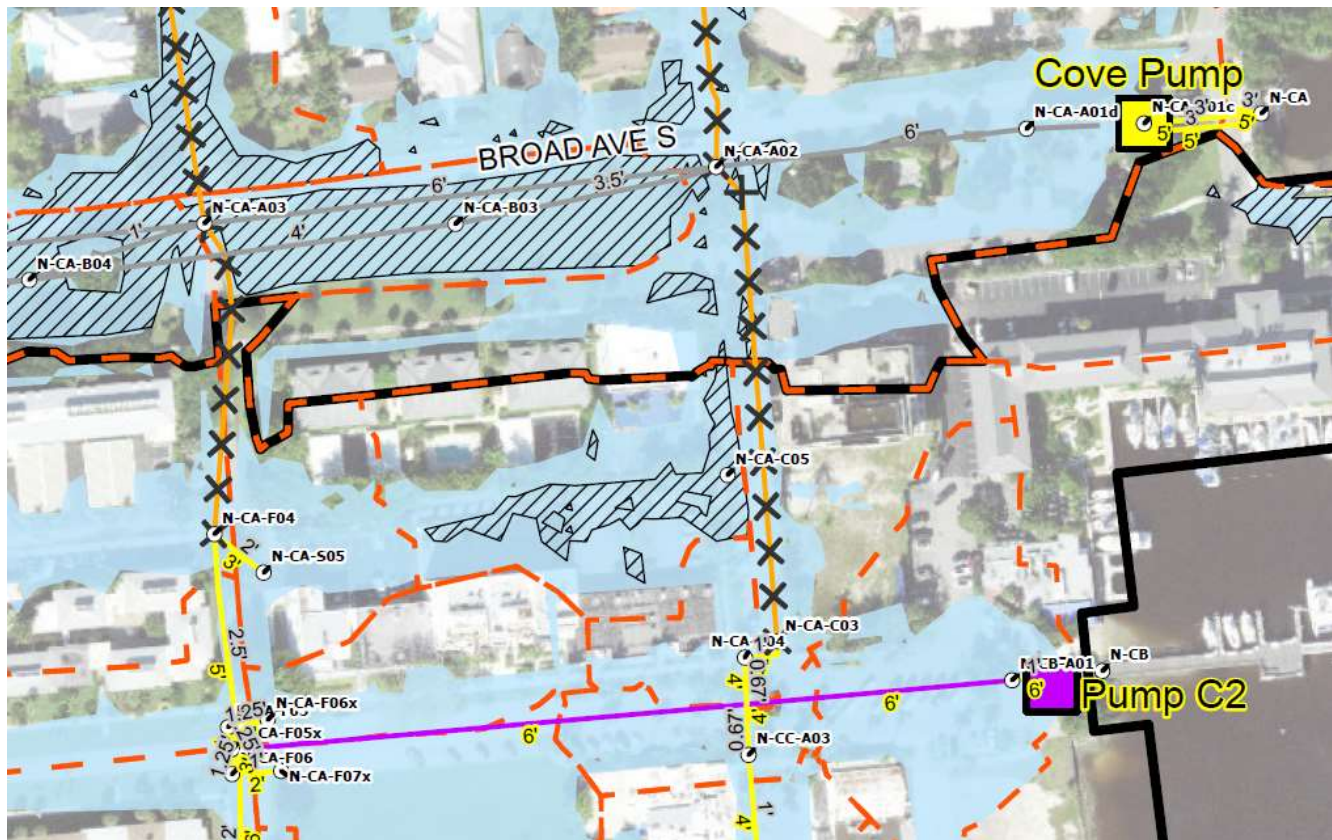 Cove Pump
3'
N-CA
N-CA-A01d
3'
5'
5'
5'
6'
BROAD AVE S
N-CA-A02
6'
3.5'
N-CA-A03
N-CA-B03
1'
4'
N-CA-B04
N-CA-C05
N-CA-F04
2'
N-CA-S05
3'
N-CA-C03
2.5'
5'
N-CB-A01
N-CB
1'
6'
Pump C2
4'
0.67'
4'
6'
N-CA-F06x
6'
CA-F05x
0.67'
N-CC-A03
1.25'
CA-F06
N-CA-F07x
2'
1'
2'
4'